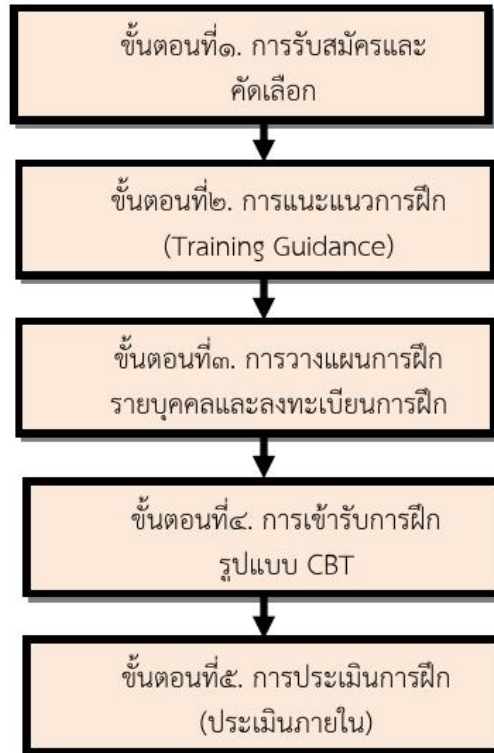 ขั้นตอนที่๑. การรับสมัครและ
คัดเลือก
ขั้นตอนที่๒. การแนะแนวการฝึก
(Training Guidance)
ขั้นตอนที่๓. การวางแผนการฝึก
รายบุคคลและลงทะเบียนการฝึก
ขั้นตอนที่๔. การเข้ารับการฝึก
รูปแบบ CBT
ขั้นตอนที่๕. การประเมินการฝึก
(ประเมินภายใน)